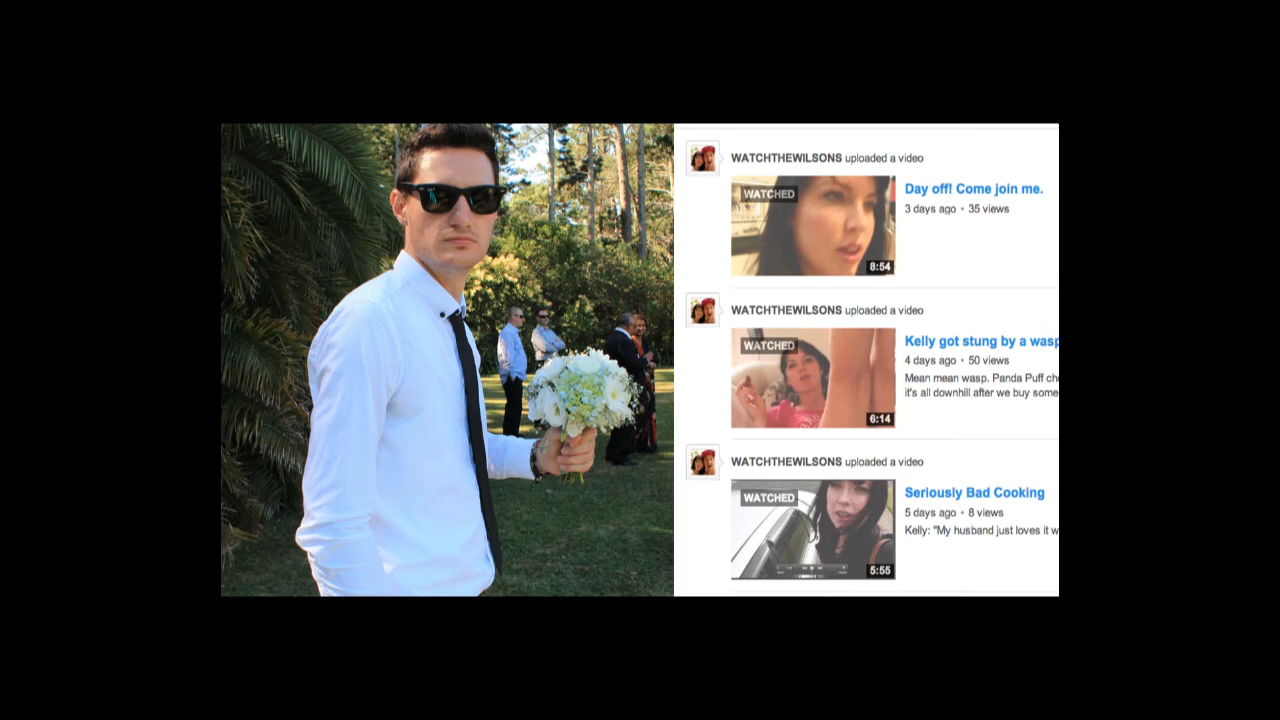 WATCHTHEWILSONS uploaded a video
WATCHED
8:54
Day off! Come join me.
3 days ago • 35 views
WATCHTHEWILSONS uploaded a video
WATCHED
6:14
Kelly got stung by a wasp
4 days ago • 50 views
Mean mean wasp. Panda Puff
it's all downhill after we buy some
WATCHTHEWILSONS uploaded a video
WATCHED
5:55
Seriously Bad Cooking
5 days ago • 8 views
Kelly: "My husband just loves it